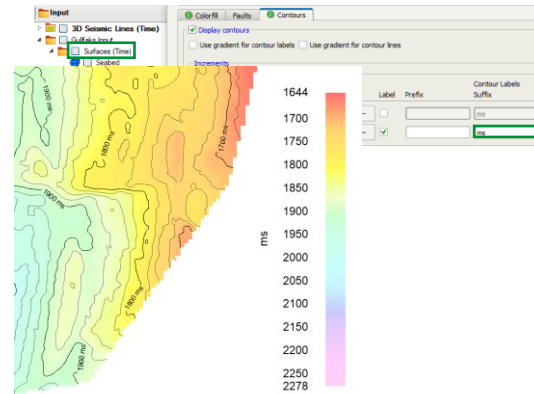 Input
3D Seismic Lines (Time)
Gulfaks Input
Surfaces (Time)
Seabed
Colorfill Faults Contours
Display contours
Use gradient for contour labels Use gradient for contour lines
Increments
Contour Labels
Label Prefix Suffix
ms
ms
1900 ms
1800 ms
1700 ms
1900 ms
1800 ms
1900 ms
ms
1644
1700
1750
1800
1850
1900
1950
2000
2050
2100
2150
2200
2250
2278